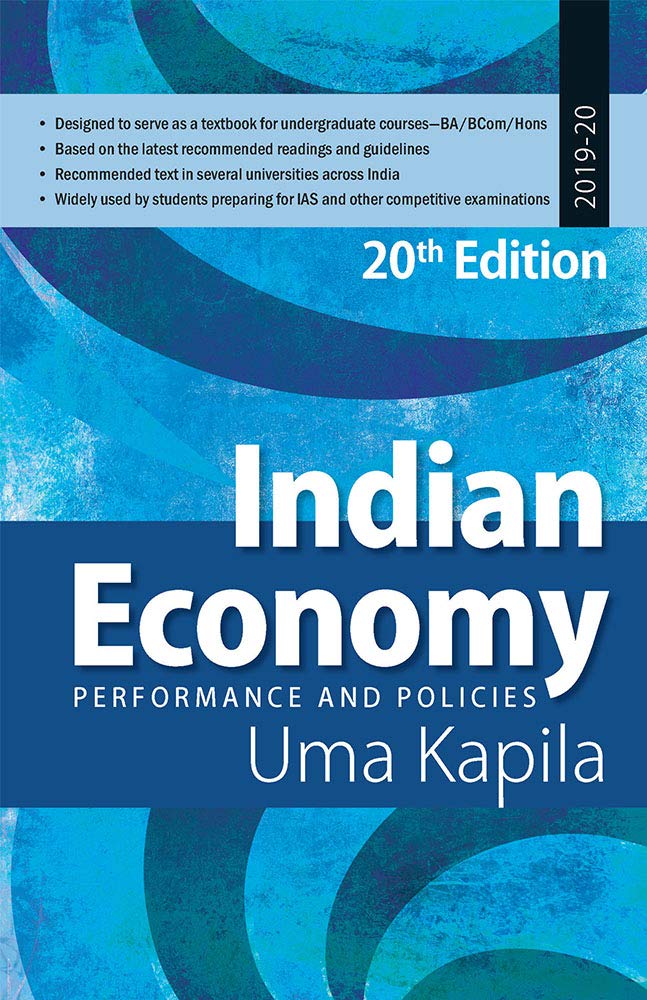 • Designed to serve as a textbook for undergraduate courses—BA/BCom/Hons
• Based on the latest recommended readings and guidelines
• Recommended text in several universities across India
• Widely used by students preparing for IAS and other competitive examinations
2019-20
20th Edition
Indian
Economy
PERFORMANCE AND POLICIES
Uma Kapila